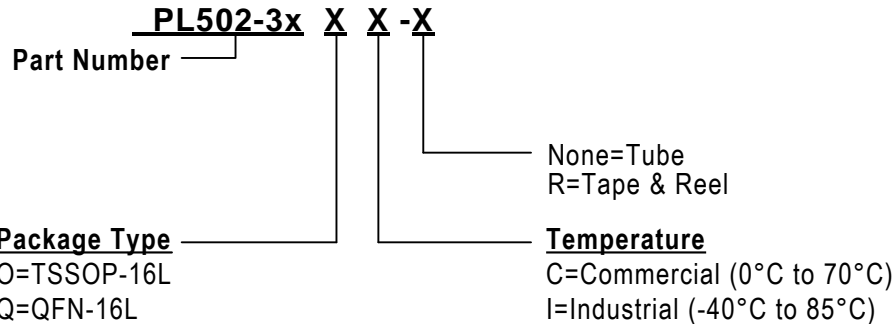 PL502-3x X X -X
Part Number
None=Tube
R=Tape & Reel
Package Type
O=TSSOP-16L
Q=QFN-16L
Temperature
C=Commercial (0°C to 70°C)
I=Industrial (-40°C to 85°C)